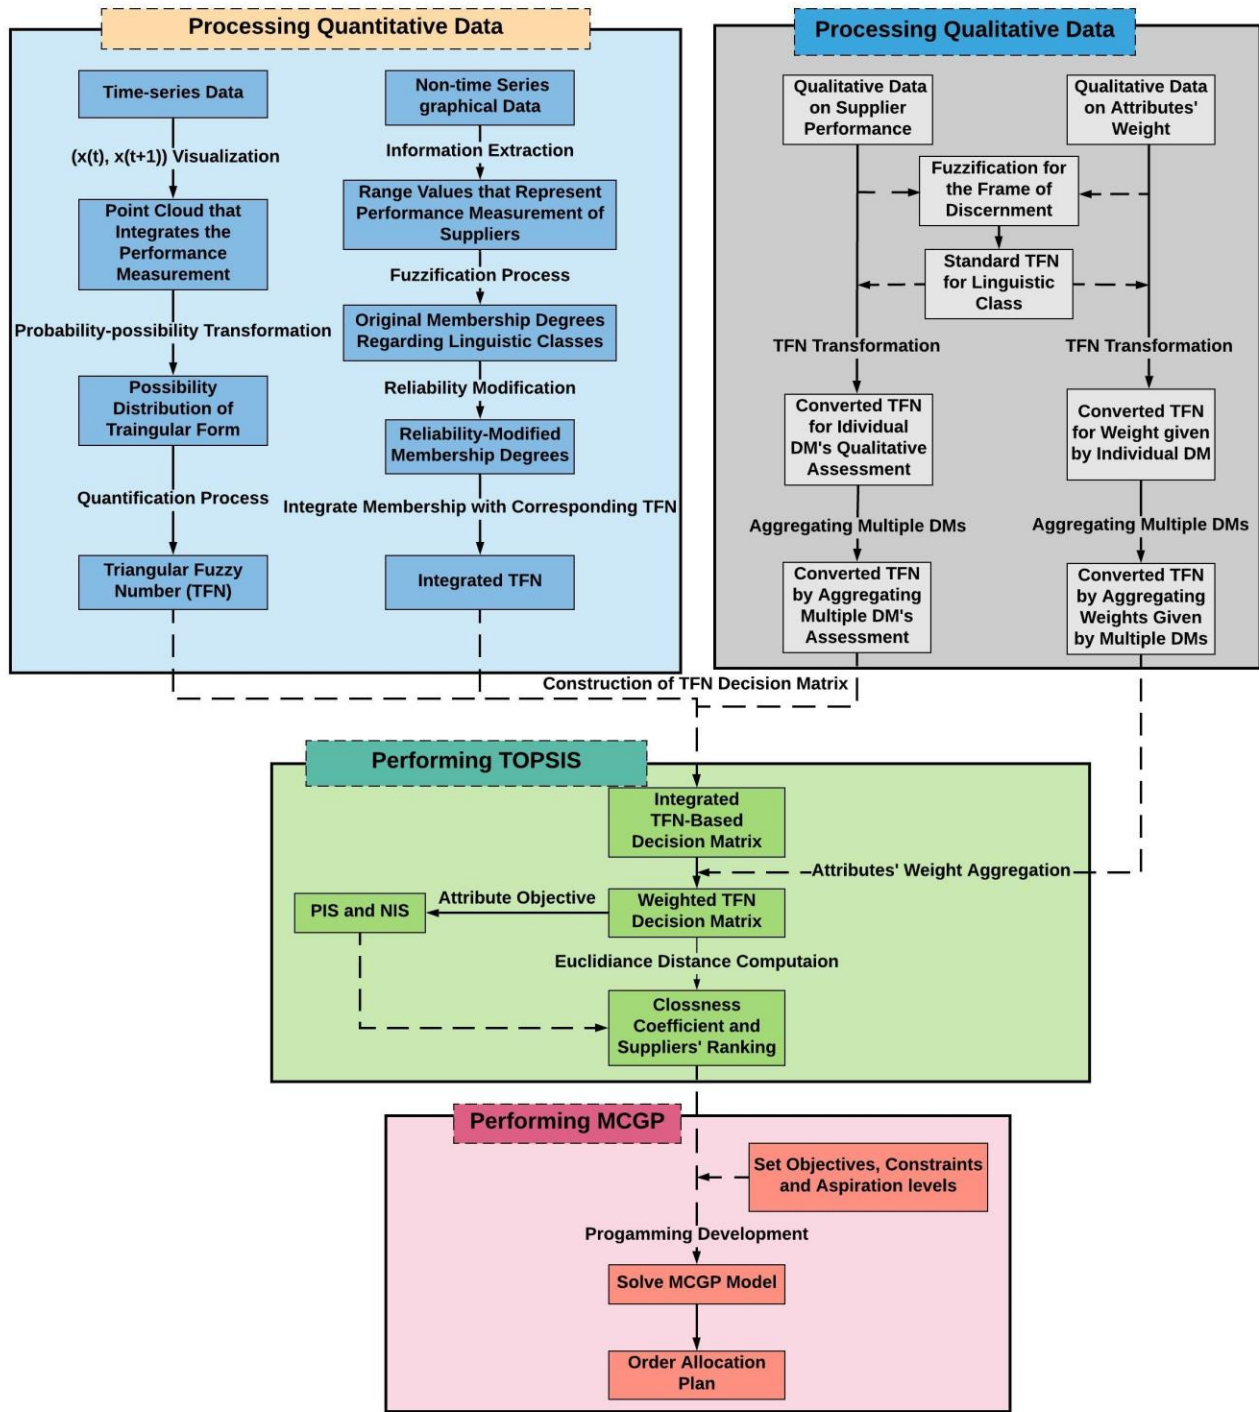 Processing Quantitative Data
Time-series Data
(x(t), x(t+1)) Visualization
Point Cloud that
Integrates the
Performance
Measurement
Probability-possibility Transformation
Possibility
Distribution of
Traingular Form
Quantification Process
Triangular Fuzzy
Number (TFN)
Non-time Series
graphical Data
Information Extraction
Range Values that Represent
Performance Measurement of
Suppliers
Fuzzification Process
Original Membership Degrees
Regarding Linguistic Classes
Reliability Modification
Reliability-Modified
Membership Degrees
Integrate Membership with Corresponding TFN
Integrated TFN
Processing Qualitative Data
Qualitative Data
on Supplier
Performance
Qualitative Data
on Attributes'
Weight
Fuzzification for
the Frame of
Discernment
Standard TFN
for Linguistic
Class
TFN Transformation
TFN Transformation
Converted TFN
for Idividual
DM's Qualitative
Assessment
Converted TFN
for Weight given
by Individual DM
Aggregating Multiple DMs
Aggregating Multiple DMs
Converted TFN
by Aggregating
Multiple DM's
Assessment
Converted TFN
by Aggregating
Weights Given
by Multiple DMs
Construction of TFN Decision Matrix
Performing TOPSIS
Integrated
TFN-Based
Decision Matrix
Attributes' Weight Aggregation
Weighted TFN
Decision Matrix
Attribute Objective
PIS and NIS
Euclidiance Distance Computaion
Clossness
Coefficient and
Suppliers' Ranking
Performing MCGP
Set Objectives, Constraints
and Aspiration levels
Progamming Development
Solve MCGP Model
Order Allocation
Plan